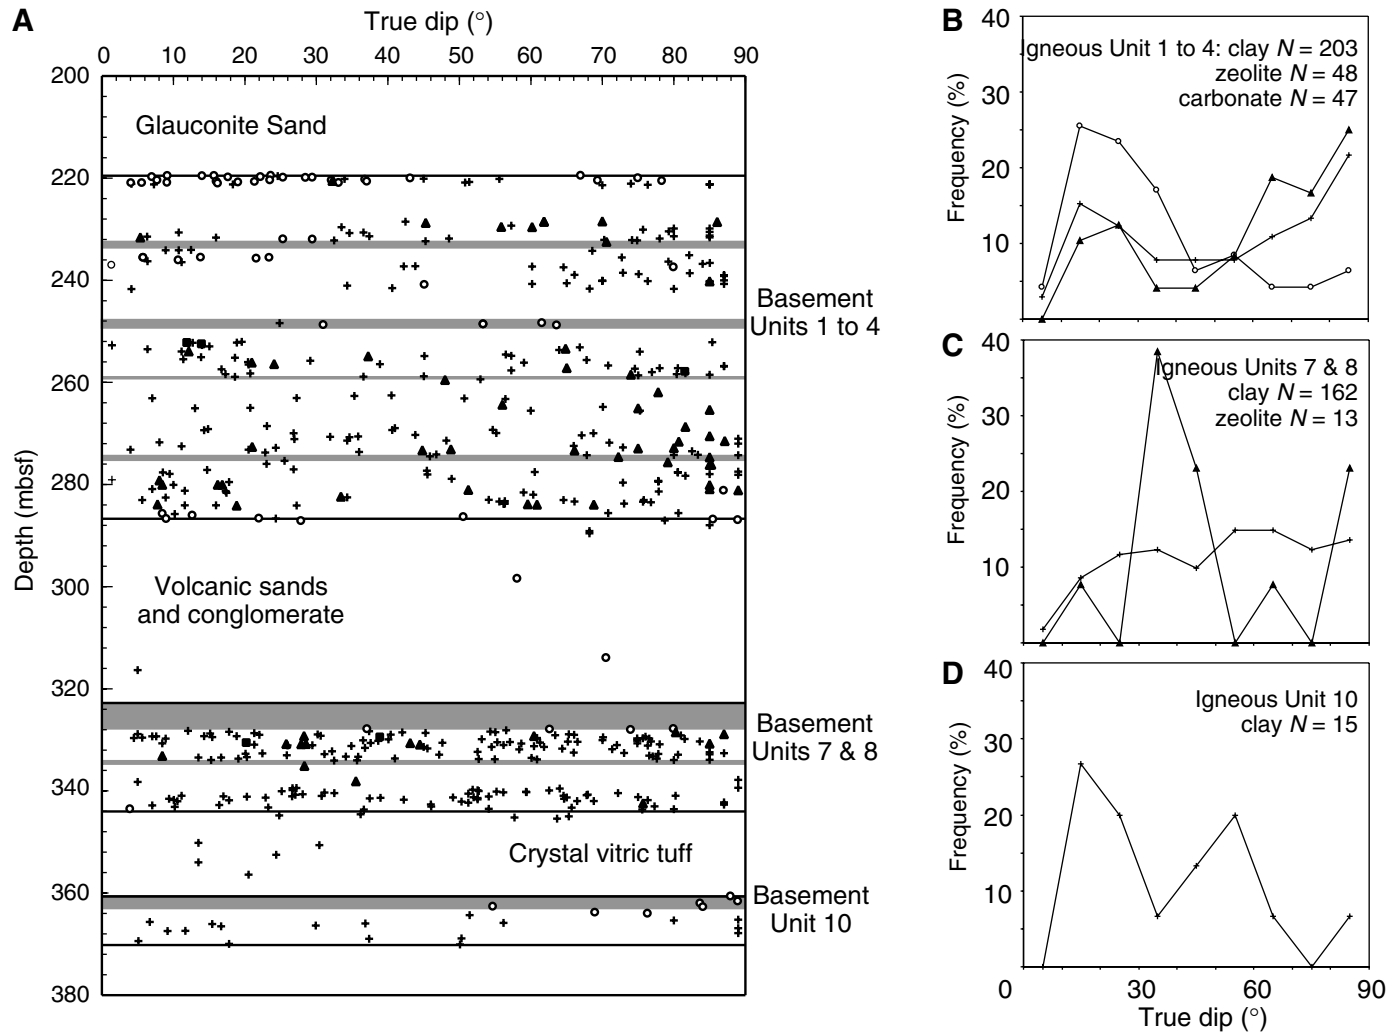 A
True dip (°)
0 10 20 30 40 50 60 70 80 90
200
Glauconite Sand
220
240
Basement
Units 1 to 4
260
280
Depth (mbsf)
300
Volcanic sands
and conglomerate
320
Basement
Units 7 & 8
340
Crystal vitric tuff
360
Basement
Unit 10
380
B
40
Igneous Unit 1 to 4: clay N = 203
zeolite N = 48
carbonate N = 47
30
Frequency (%)
20
10
C
40
Igneous Units 7 & 8
clay N = 162
zeolite N = 13
30
Frequency (%)
20
10
D
40
Igneous Unit 10
clay N = 15
30
Frequency (%)
20
10
0 30 60 90
True dip (°)